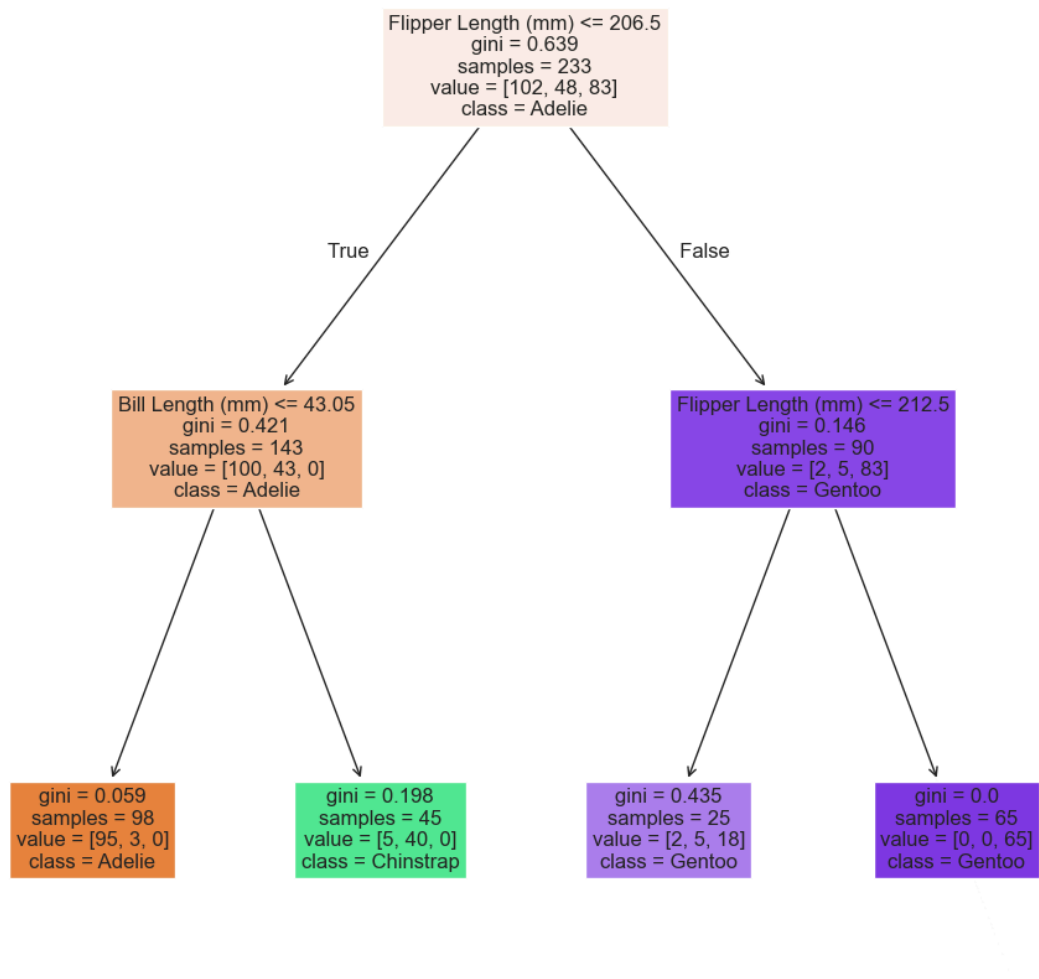 Flipper Length (mm) <= 206.5
gini = 0.639
samples = 233
value = [102, 48, 83]
class = Adelie
True
False
Bill Length (mm) <= 43.05
gini = 0.421
samples = 143
value = [100, 43, 0]
class = Adelie
Flipper Length (mm) <= 212.5
gini = 0.146
samples = 90
value = [2, 5, 83]
class = Gentoo
gini = 0.059
samples = 98
value = [95, 3, 0]
class = Adelie
gini = 0.198
samples = 45
value = [5, 40, 0]
class = Chinstrap
gini = 0.435
samples = 25
value = [2, 5, 18]
class = Gentoo
gini = 0.0
samples = 65
value = [0, 0, 65]
class = Gentoo